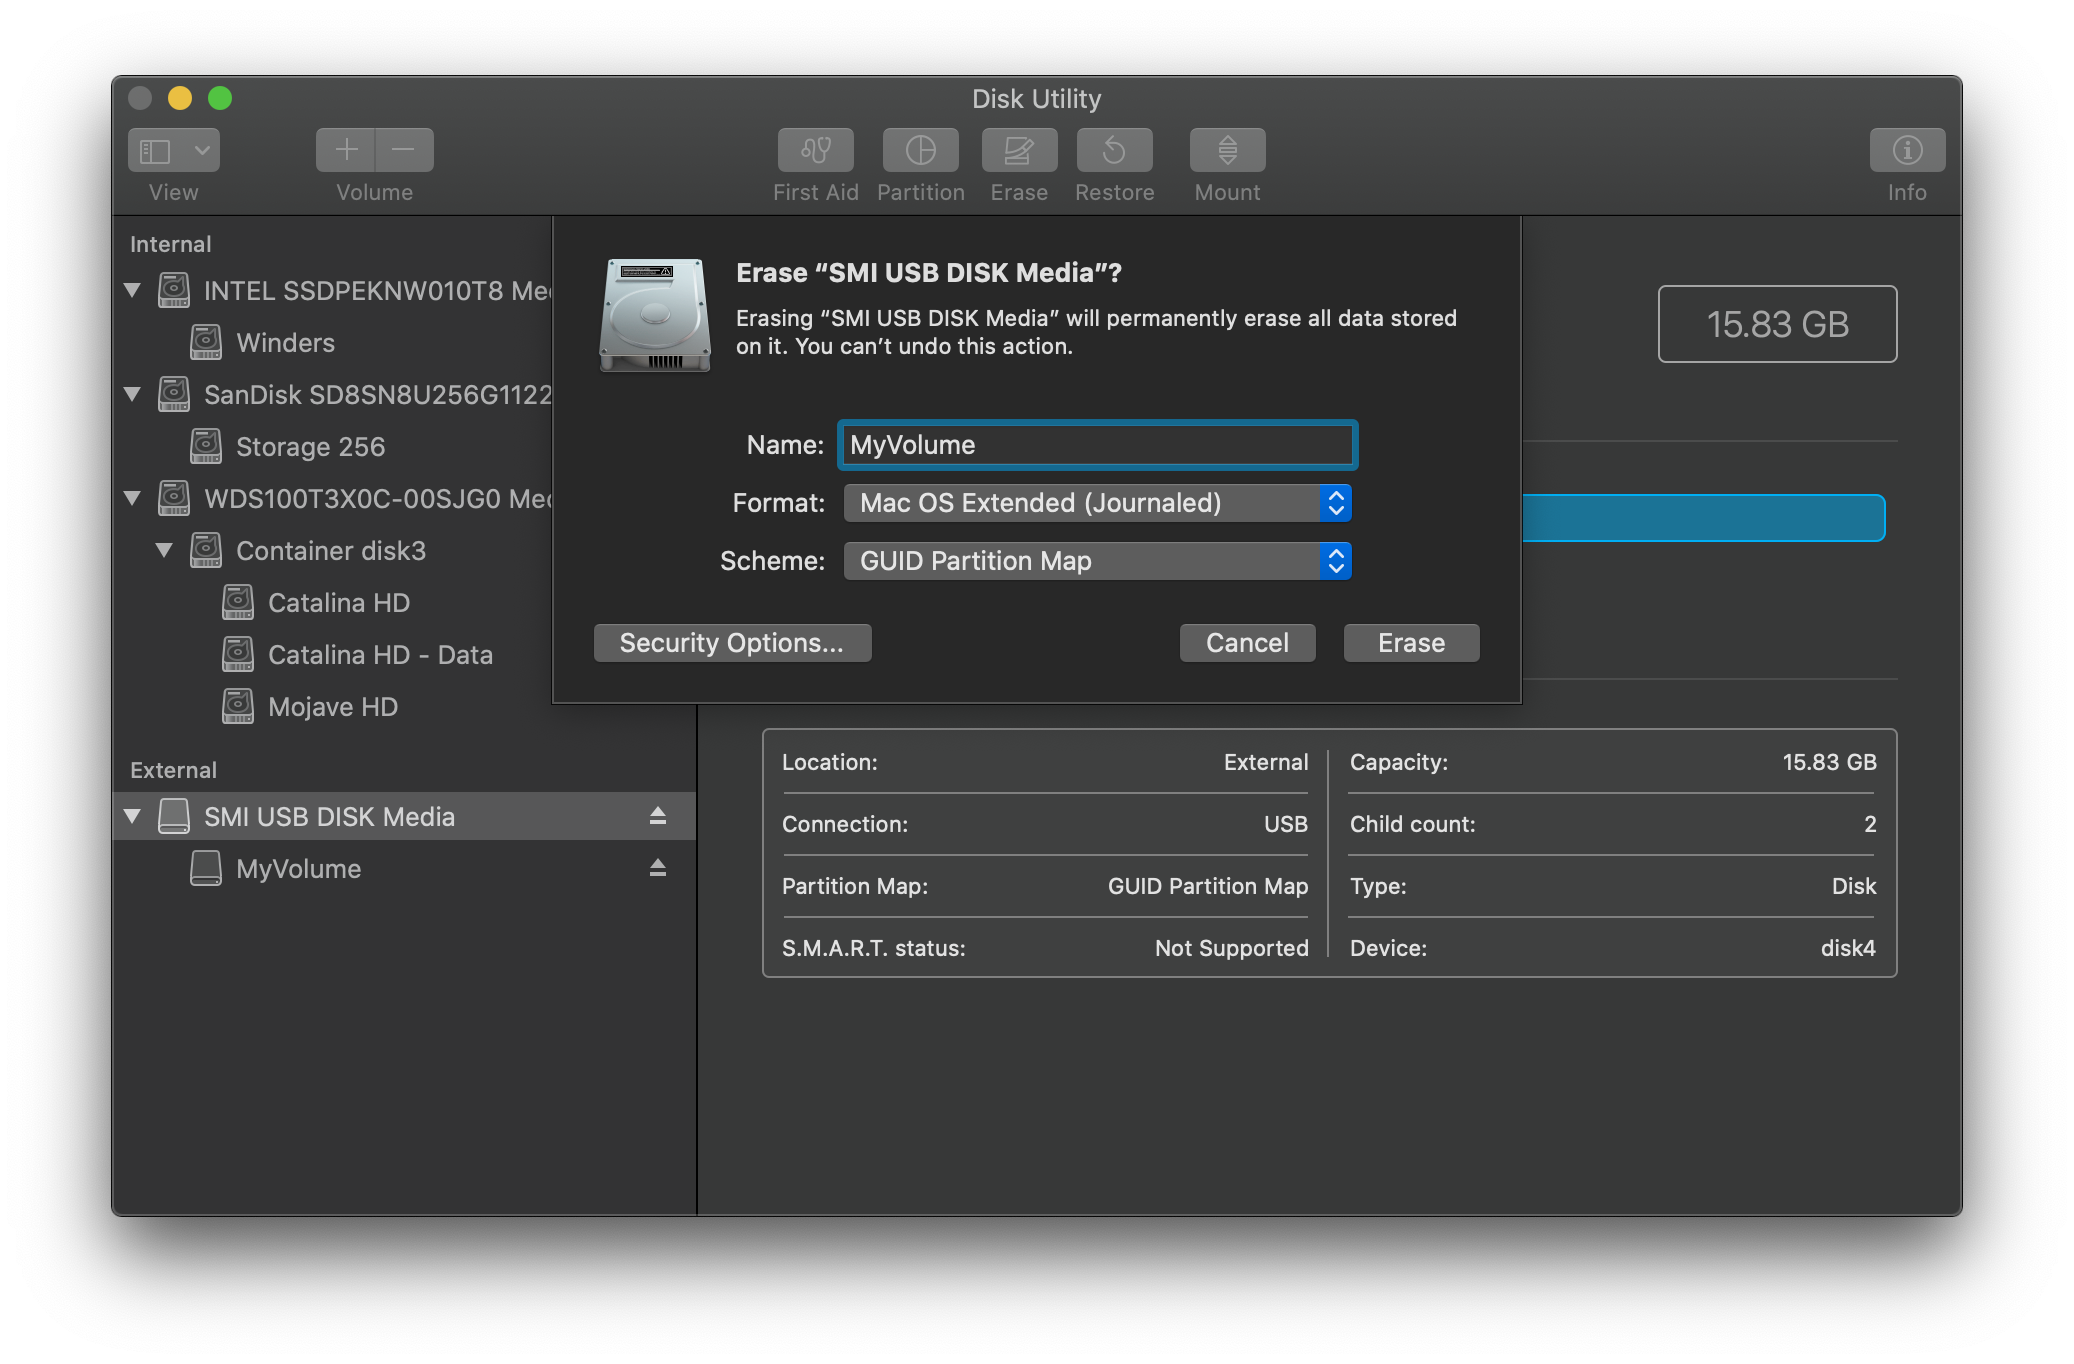 Disk Utility
View
Volume
First Aid
Partition
Erase
Restore
Mount
Info
Internal
INTEL SSDPEKNW010T8
Winders
SanDisk SD8SN8U256G1122
Storage 256
WDS100T3X0C-00SJG0
Container disk3
Catalina HD
Catalina HD - Data
Mojave HD
External
SMI USB DISK Media
MyVolume
Erase “SMI USB DISK Media”?
Erasing “SMI USB DISK Media” will permanently erase all data stored
on it. You can’t undo this action.
Name: MyVolume
Format: Mac OS Extended (Journaled)
Scheme: GUID Partition Map
Security Options...
Cancel
Erase
15.83 GB
Location: External
Connection: USB
Partition Map: GUID Partition Map
S.M.A.R.T. status: Not Supported
Capacity: 15.83 GB
Child count: 2
Type: Disk
Device: disk4